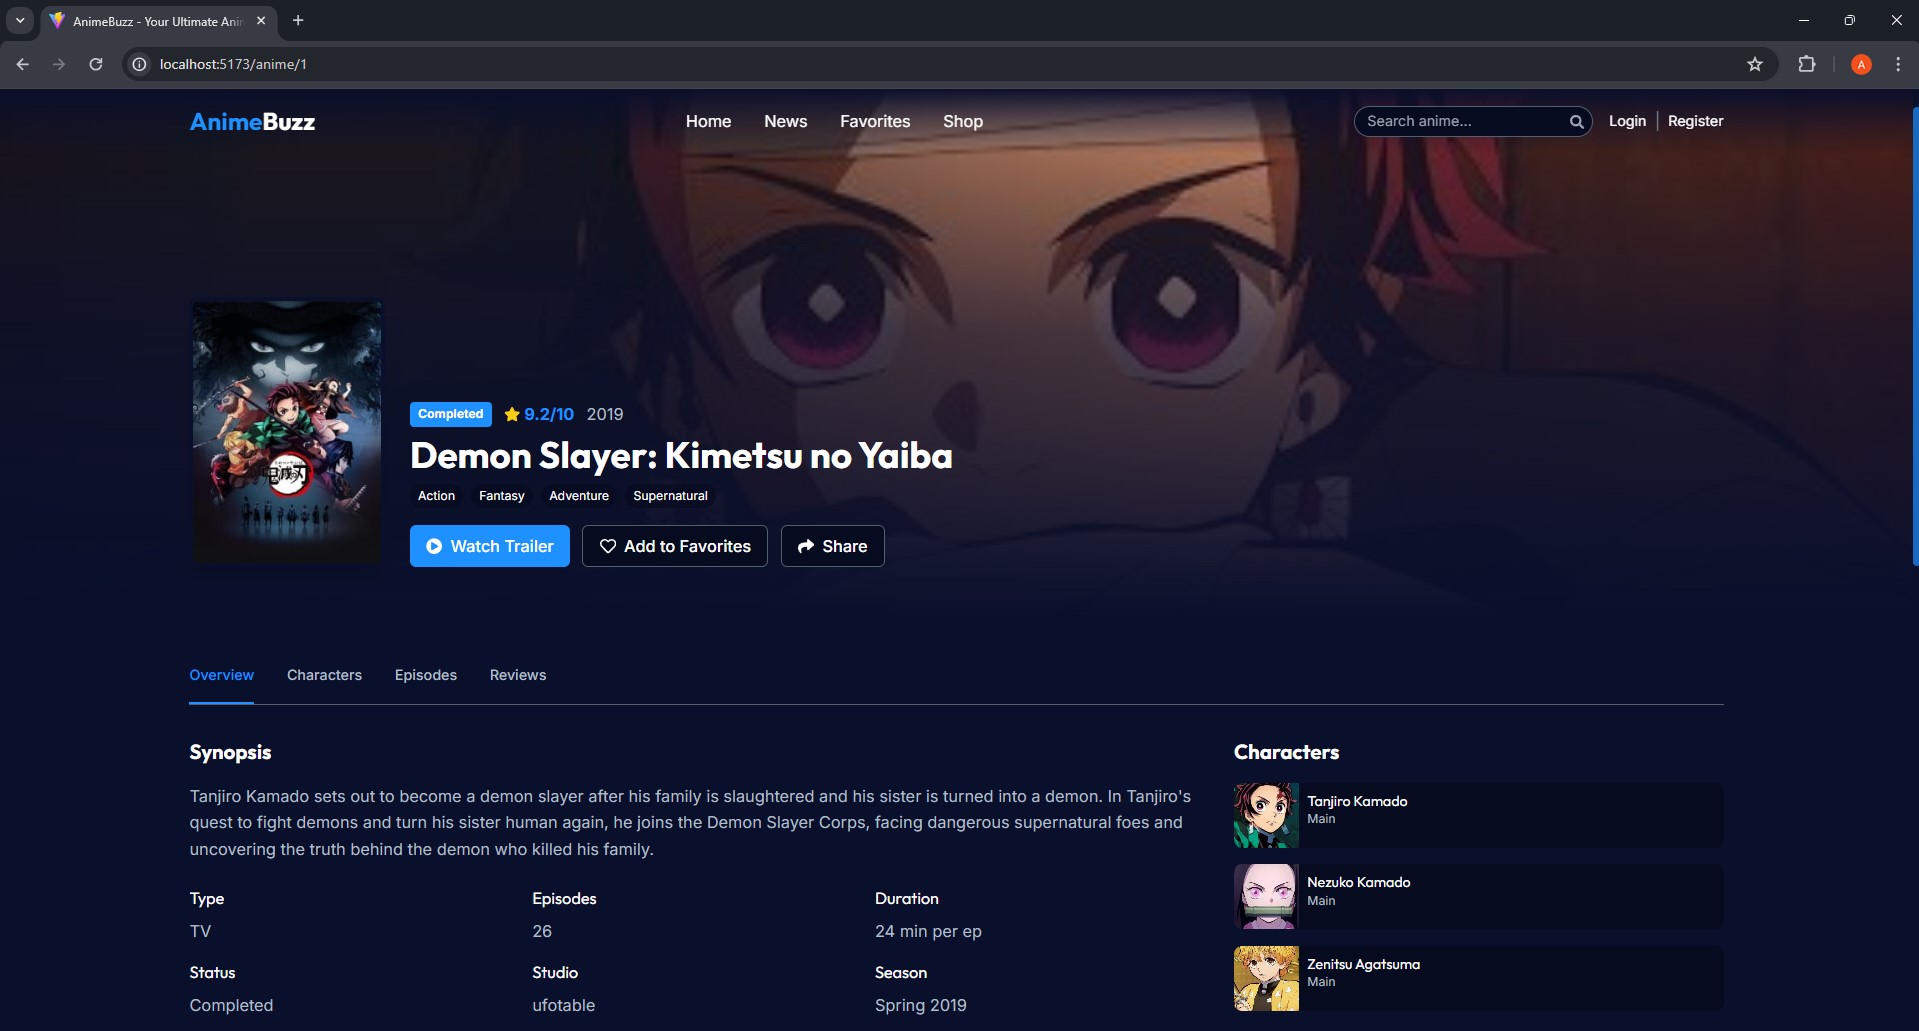 AnimeBuzz - Your Ultimate Anim
localhost:5173/anime/1
A
AnimeBuzz
Home
News
Favorites
Shop
Search anime...
Login
Register
Completed
9.2/10
2019
Demon Slayer: Kimetsu no Yaiba
Action
Fantasy
Adventure
Supernatural
Watch Trailer
Add to Favorites
Share
鬼滅の刃
Overview
Characters
Episodes
Reviews
Synopsis
Tanjiro Kamado sets out to become a demon slayer after his family is slaughtered and his sister is turned into a demon. In Tanjiro's
quest to fight demons and turn his sister human again, he joins the Demon Slayer Corps, facing dangerous supernatural foes and
uncovering the truth behind the demon who killed his family.
Type
Episodes
Duration
TV
26
24 min per ep
Status
Studio
Season
Completed
ufotable
Spring 2019
Characters
Tanjiro Kamado
Main
Nezuko Kamado
Main
Zenitsu Agatsuma
Main